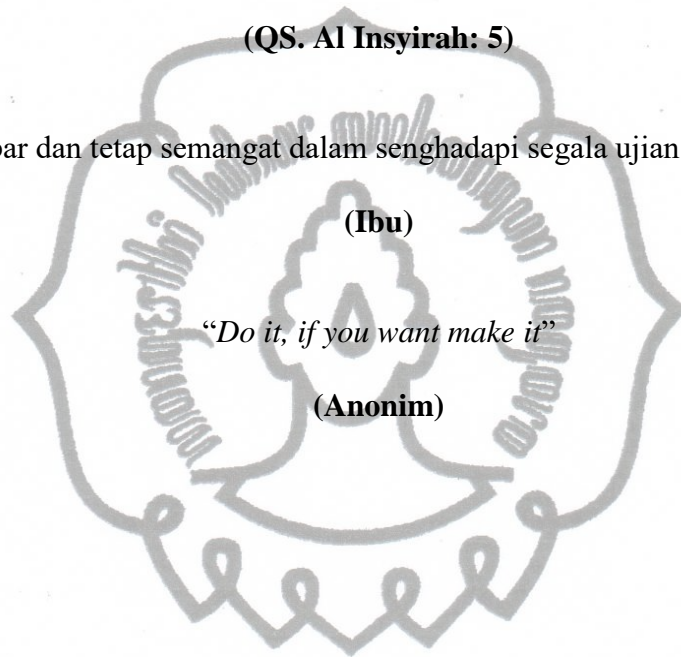 (QS. Al Insyirah: 5)
bar dan tetap semangat dalam senghadapi segala ujian
(Ibu)
“Do it, if you want make it”
(Anonim)